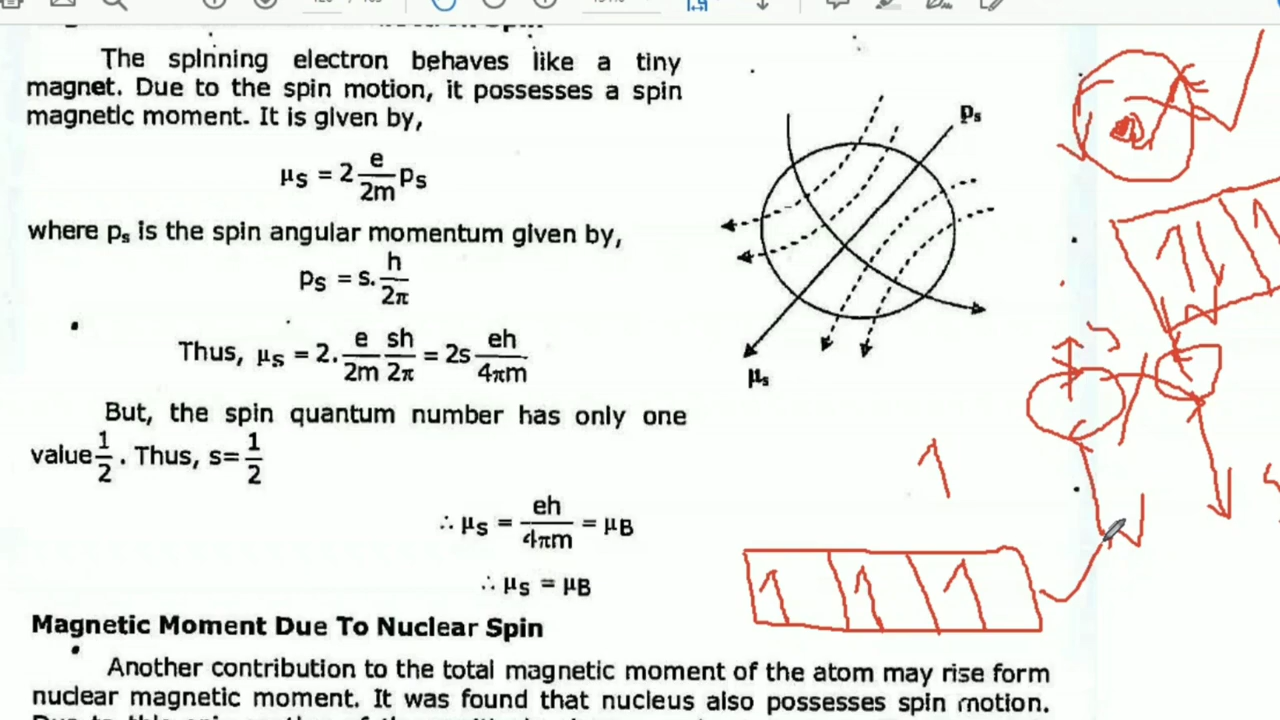 The spinning electron behaves like a tiny
magnet. Due to the spin motion, it possesses a spin
magnetic moment. It is given by,
μs = 2 e/2m ps
where ps is the spin angular momentum given by,
ps = s. h/2π
Thus, μs = 2. e/2m sh/2π = 2s eh/4πm
But, the spin quantum number has only one
value 1/2. Thus, s= 1/2
∴ μs = eh/4πm = μB
∴ μs = μB
ps
μs
1
1 1 1
Magnetic Moment Due To Nuclear Spin
Another contribution to the total magnetic moment of the atom may rise form
nuclear magnetic moment. It was found that nucleus also possesses spin motion.